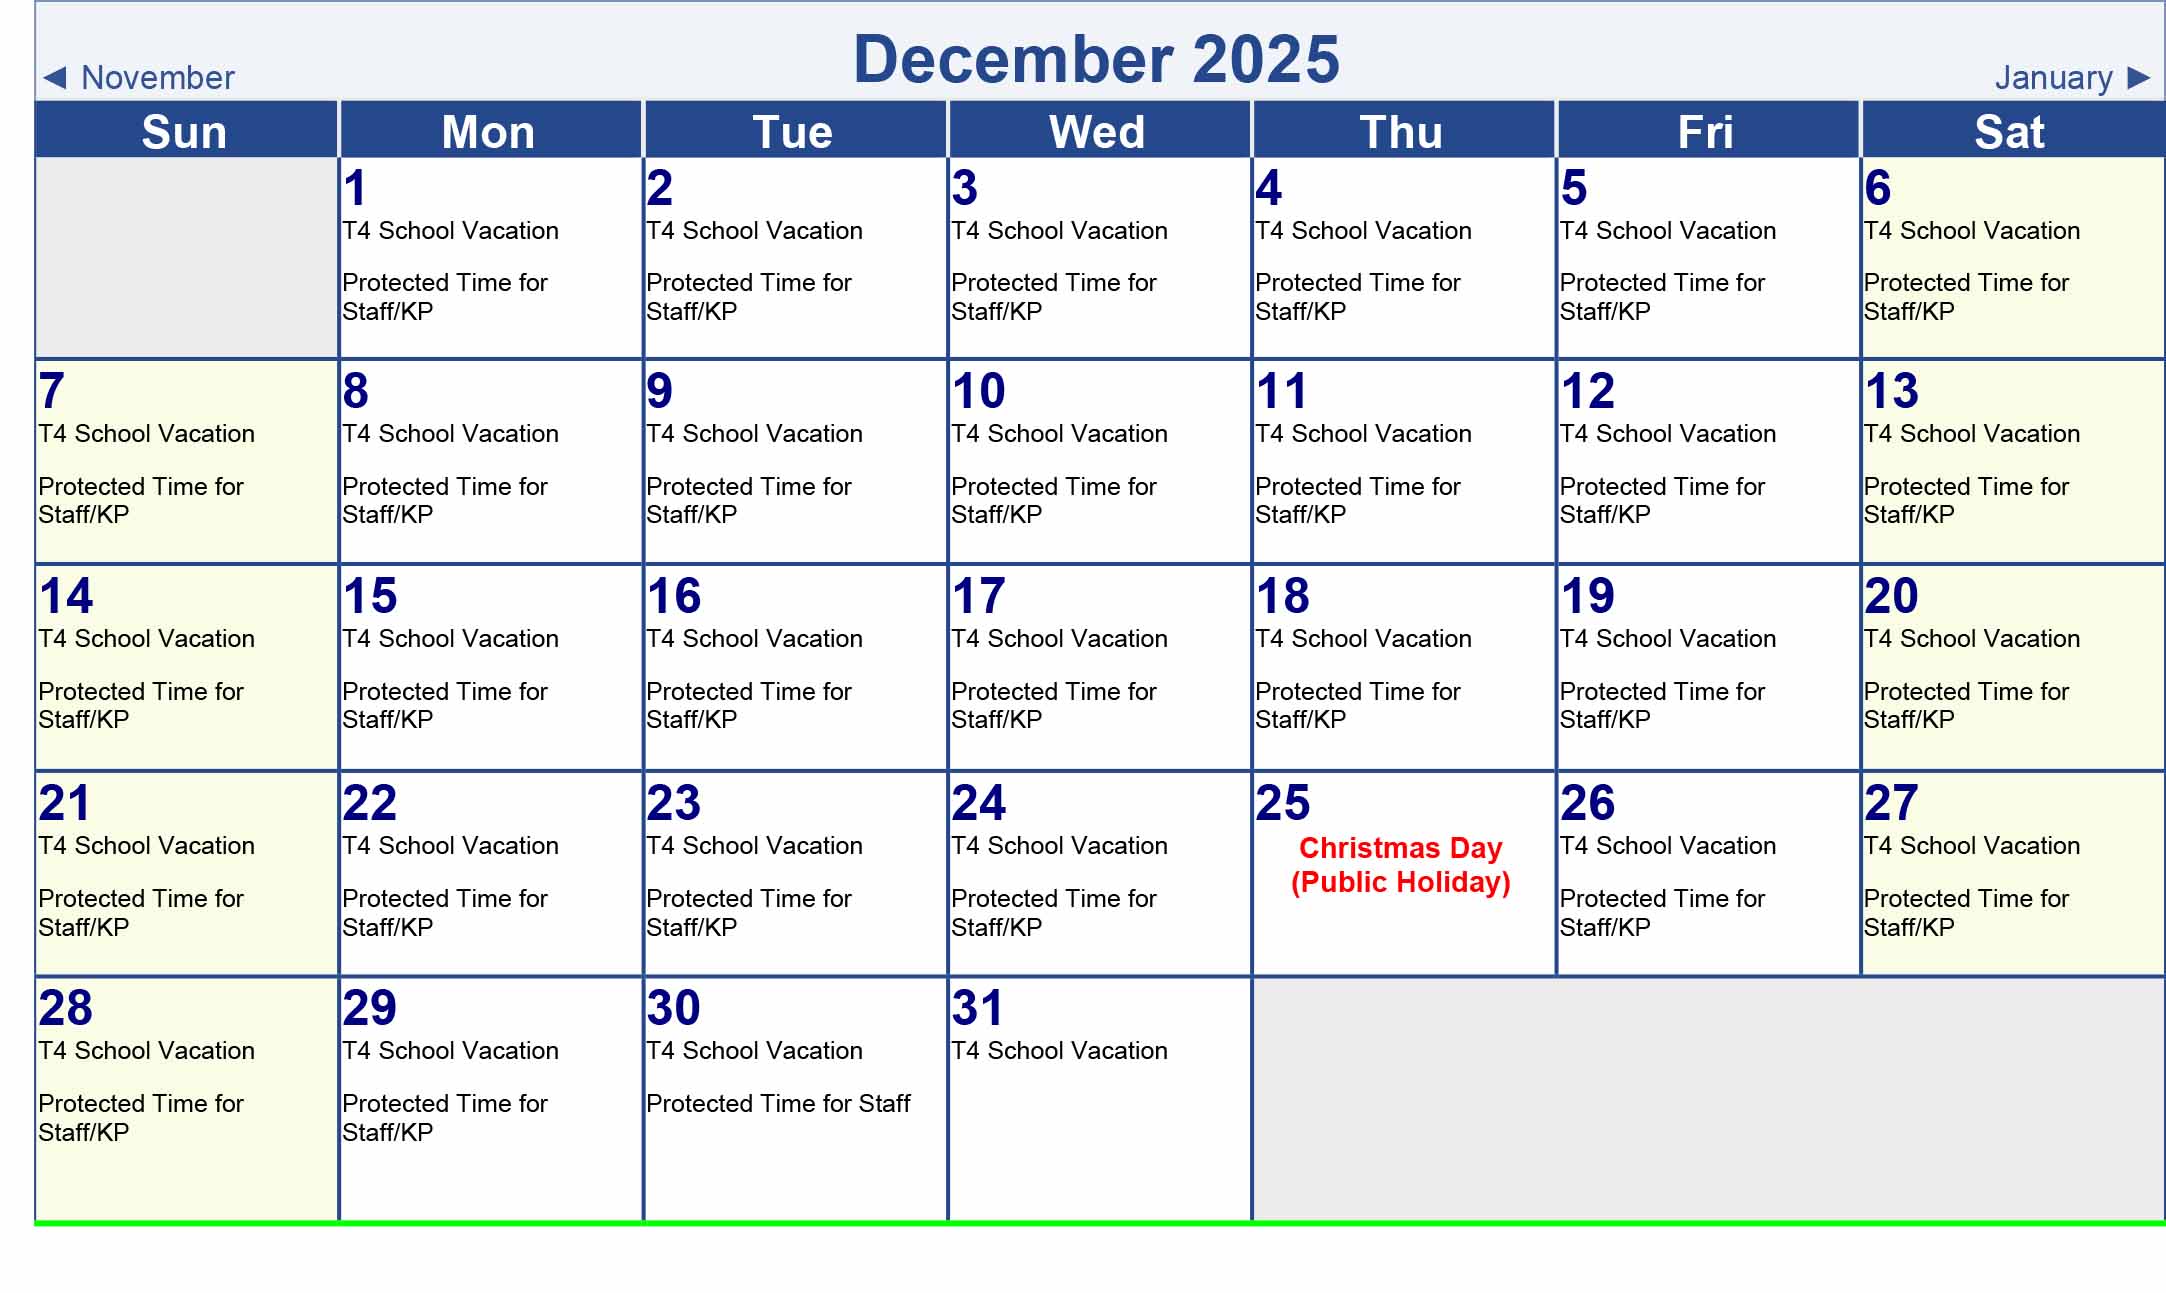 December 2025
◄ November
January ►
Sun Mon Tue Wed Thu Fri Sat
1
T4 School Vacation
Protected Time for
Staff/KP
2
T4 School Vacation
Protected Time for
Staff/KP
3
T4 School Vacation
Protected Time for
Staff/KP
4
T4 School Vacation
Protected Time for
Staff/KP
5
T4 School Vacation
Protected Time for
Staff/KP
6
T4 School Vacation
Protected Time for
Staff/KP
7
T4 School Vacation
Protected Time for
Staff/KP
8
T4 School Vacation
Protected Time for
Staff/KP
9
T4 School Vacation
Protected Time for
Staff/KP
10
T4 School Vacation
Protected Time for
Staff/KP
11
T4 School Vacation
Protected Time for
Staff/KP
12
T4 School Vacation
Protected Time for
Staff/KP
13
T4 School Vacation
Protected Time for
Staff/KP
14
T4 School Vacation
Protected Time for
Staff/KP
15
T4 School Vacation
Protected Time for
Staff/KP
16
T4 School Vacation
Protected Time for
Staff/KP
17
T4 School Vacation
Protected Time for
Staff/KP
18
T4 School Vacation
Protected Time for
Staff/KP
19
T4 School Vacation
Protected Time for
Staff/KP
20
T4 School Vacation
Protected Time for
Staff/KP
21
T4 School Vacation
Protected Time for
Staff/KP
22
T4 School Vacation
Protected Time for
Staff/KP
23
T4 School Vacation
Protected Time for
Staff/KP
24
T4 School Vacation
Protected Time for
Staff/KP
25
Christmas Day
(Public Holiday)
26
T4 School Vacation
Protected Time for
Staff/KP
27
T4 School Vacation
Protected Time for
Staff/KP
28
T4 School Vacation
Protected Time for
Staff/KP
29
T4 School Vacation
Protected Time for
Staff/KP
30
T4 School Vacation
Protected Time for Staff
31
T4 School Vacation